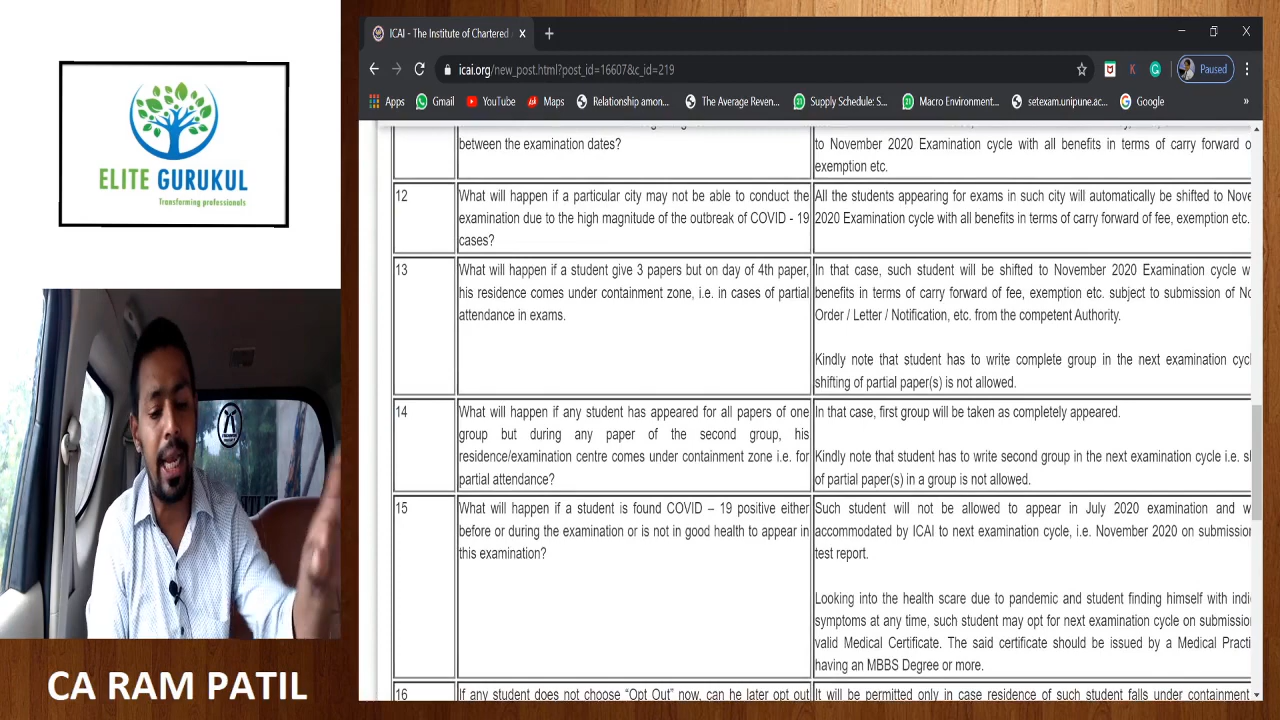 ELITE GURUKUL
Transforming professionals
CA RAM PATIL
ICAI - The Institute of Chartered
icai.org/new_post.html?post_id=16607&c_id=219
Paused
Apps Gmail YouTube Maps Relationship amon... The Average Reven... Supply Schedule: S... Macro Environment... setexam.unipune.ac... Google »
between the examination dates?
to November 2020 Examination cycle with all benefits in terms of carry forward
exemption etc.
12
What will happen if a particular city may not be able to conduct the
examination due to the high magnitude of the outbreak of COVID - 19
cases?
All the students appearing for exams in such city will automatically be shifted to Nove
2020 Examination cycle with all benefits in terms of carry forward of fee, exemption etc.
13
What will happen if a student give 3 papers but on day of 4th paper,
his residence comes under containment zone, i.e. in cases of partial
attendance in exams.
In that case, such student will be shifted to November 2020 Examination cycle w
benefits in terms of carry forward of fee, exemption etc. subject to submission of No
Order / Letter / Notification, etc. from the competent Authority.
Kindly note that student has to write complete group in the next examination cycl
shifting of partial paper(s) is not allowed.
14
What will happen if any student has appeared for all papers of one
group but during any paper of the second group, his
residence/examination centre comes under containment zone i.e. for
partial attendance?
In that case, first group will be taken as completely appeared.
Kindly note that student has to write second group in the next examination cycle i.e.
of partial paper(s) in a group is not allowed.
15
What will happen if a student is found COVID – 19 positive either
before or during the examination or is not in good health to appear in
this examination?
Such student will not be allowed to appear in July 2020 examination and w
accommodated by ICAI to next examination cycle, i.e. November 2020 on submission
test report.
Looking into the health scare due to pandemic and student finding himself with indi
symptoms at any time, such student may opt for next examination cycle on submission
valid Medical Certificate. The said certificate should be issued by a Medical Practi
having an MBBS Degree or more.
16
If any student does not choose “Opt Out” now, can he later opt out
It will be permitted only in case residence of such student falls under containment